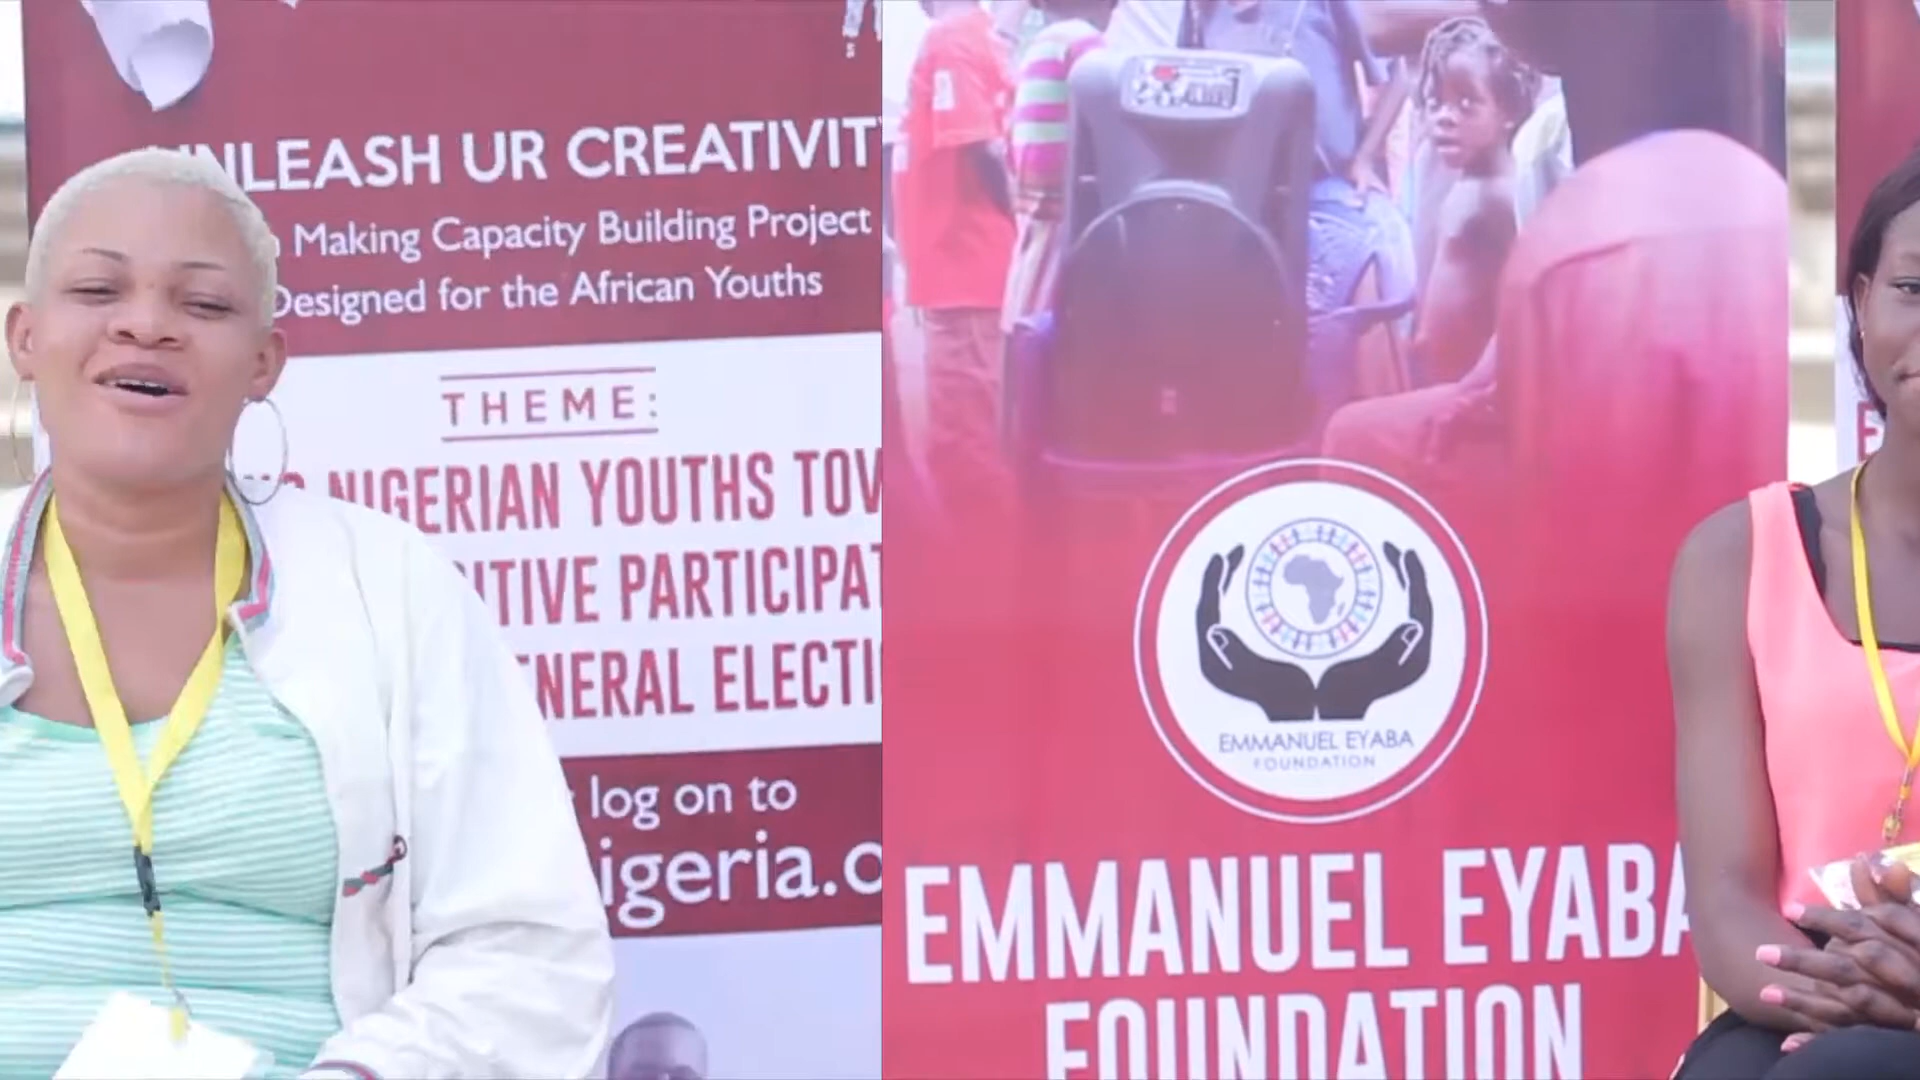 UNLEASH UR CREATIVIT
Making Capacity Building Project
Designed for the African Youths
THEME:
NIGERIAN YOUTHS TOW
ITIVE PARTICIPAT
ENERAL ELECTI
log on to
igeria.o
EMMANUEL EYABA
FOUNDATION
EMMANUEL EYABA
FOUNDATION